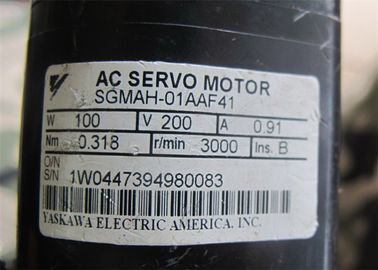 AC SERVO MOTOR
SGMAH-01AAF41
W 100 V 200 A 0.91
Nm 0.318 r/min 3000 Ins. B
O/N
S/N 1W0447394980083
YASKAWA ELECTRIC AMERICA, INC.